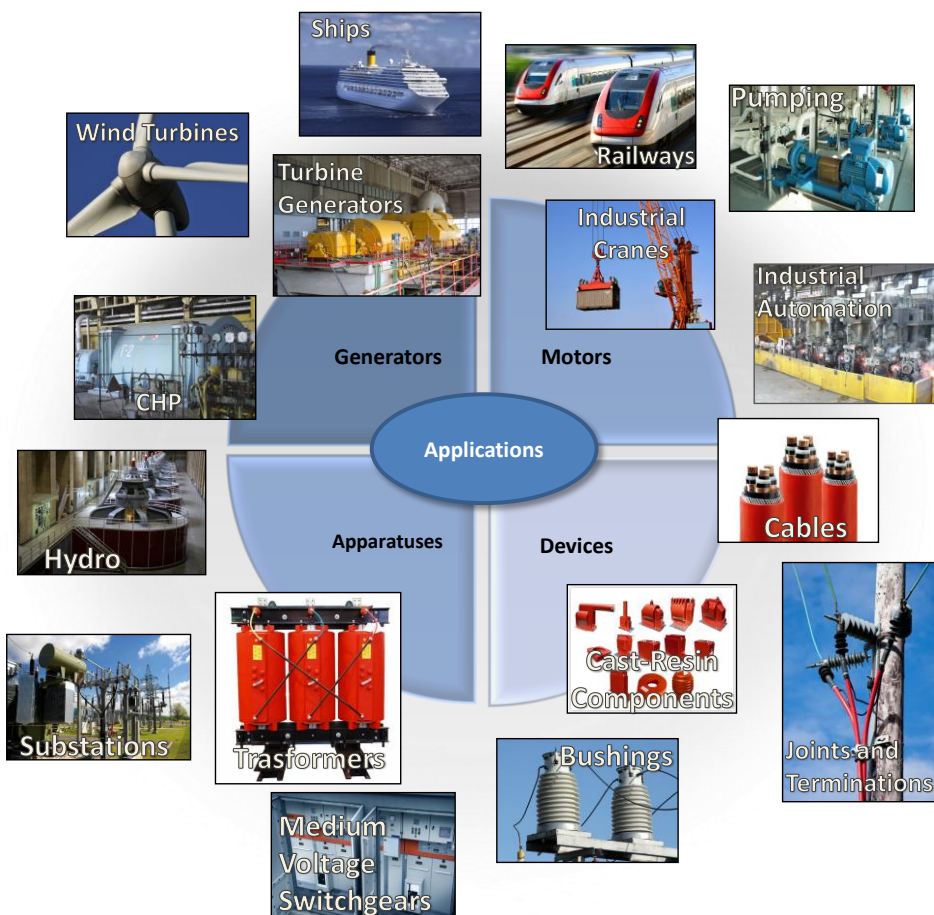 Ships
Railways
Pumping
Wind Turbines
Turbine
Generators
Industrial
Cranes
Industrial
Automation
CHP
F2
Generators
Motors
Applications
Hydro
Apparatuses
Devices
Cables
Substations
Trasformers
Cast-Resin
Components
Joints and
Terminations
Bushings
Medium
Voltage
Switchgears